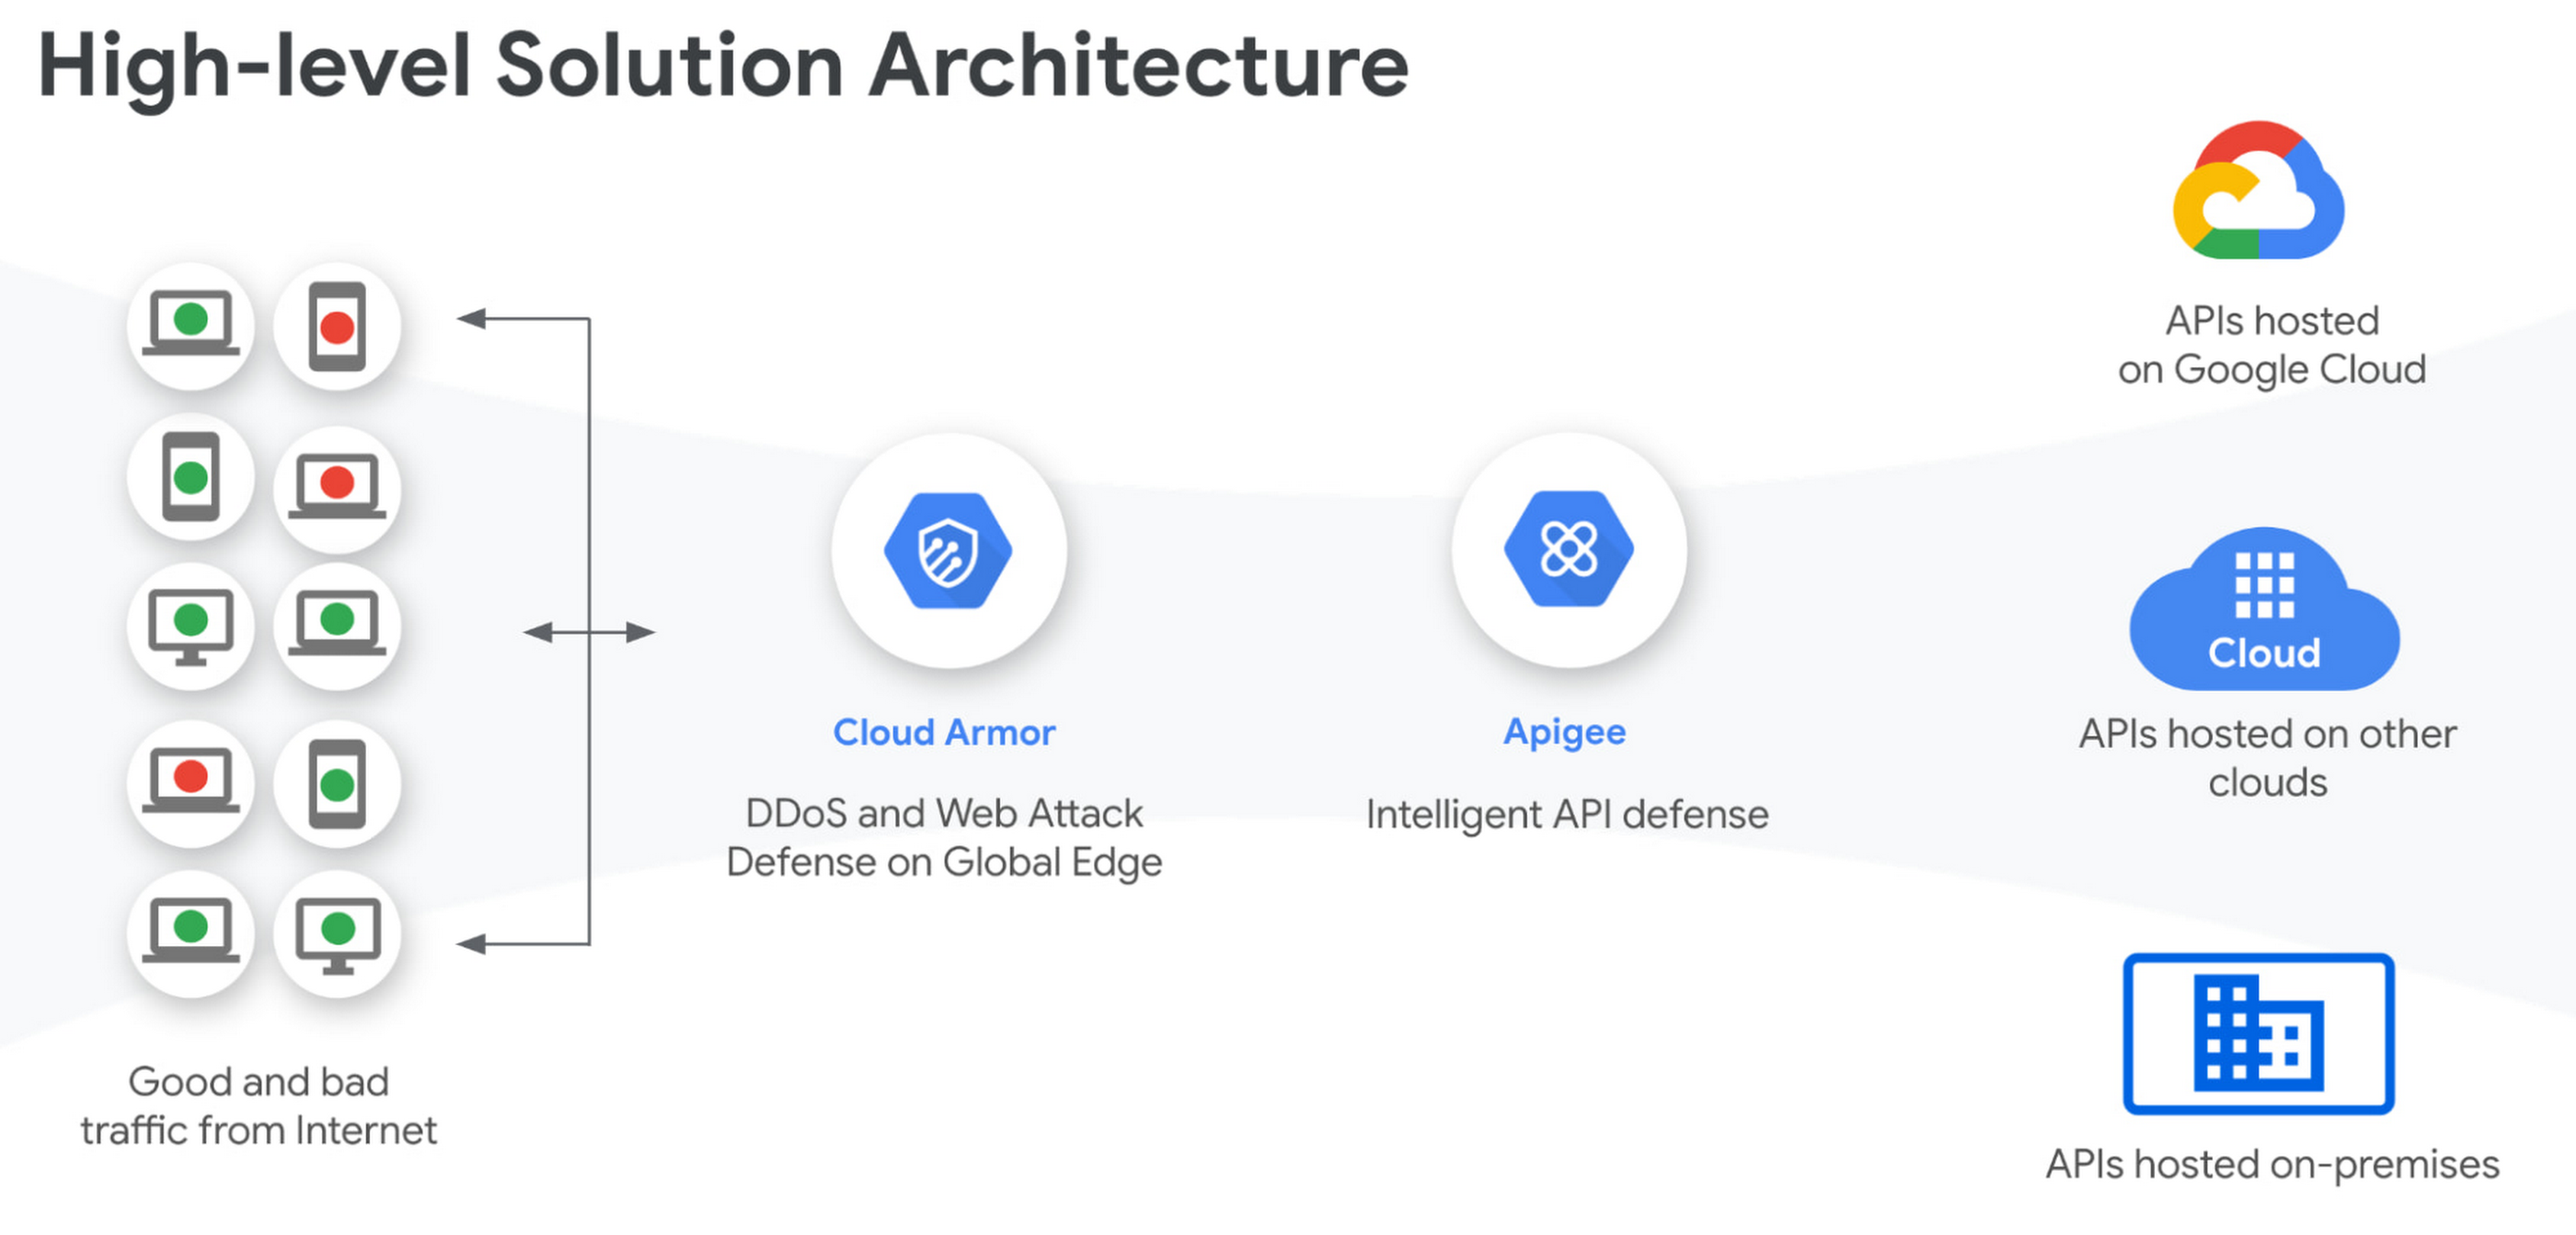 High-level Solution Architecture
Good and bad
traffic from Internet
Cloud Armor
DDoS and Web Attack
Defense on Global Edge
Apigee
Intelligent API defense
APIs hosted
on Google Cloud
Cloud
APIs hosted on other
clouds
APIs hosted on-premises